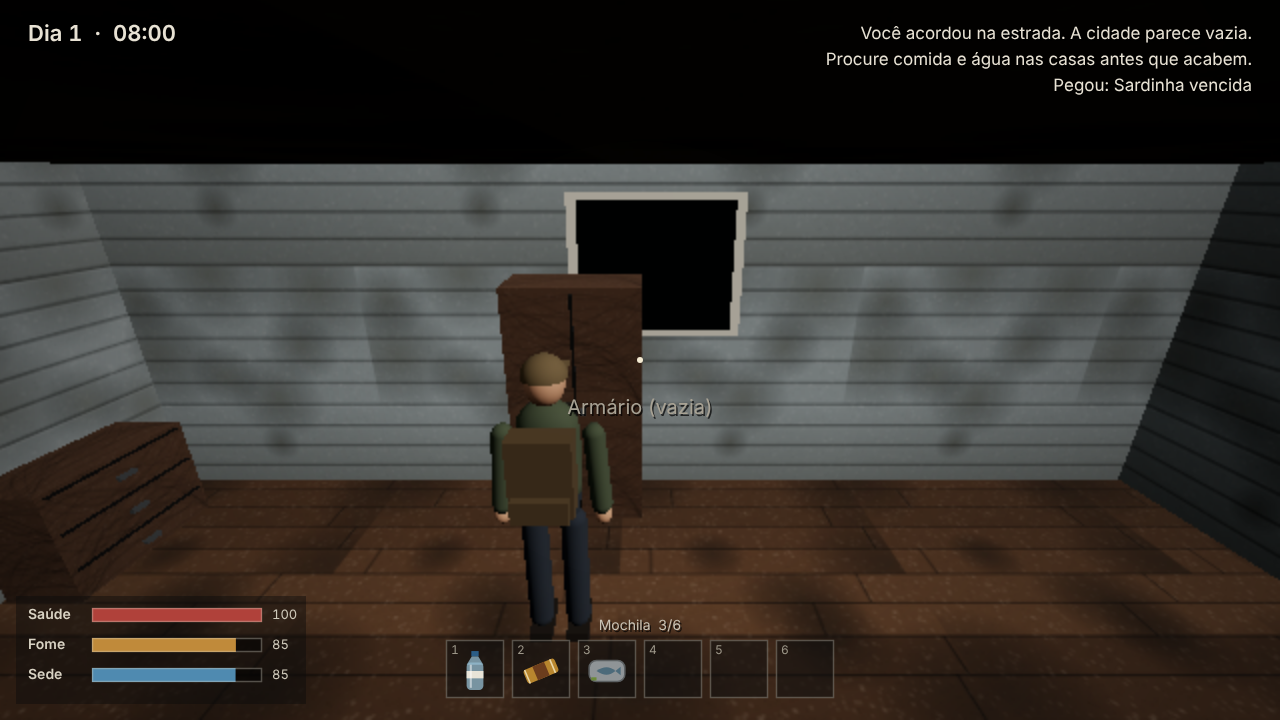 Dia 1 · 08:00
Você acordou na estrada. A cidade parece vazia.
Procure comida e água nas casas antes que acabem.
Pegou: Sardinha vencida
Armário (vazia)
Saúde 100
Fome 85
Sede 85
Mochila 3/6
1 2 3 4 5 6